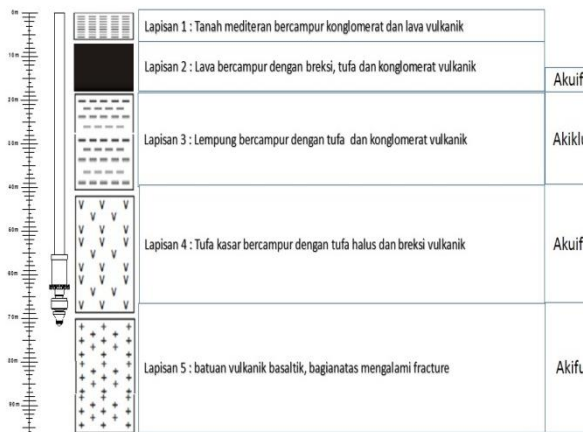 0m
Lapisan 1 : Tanah mediteran bercampur konglomerat dan lava vulkanik
10m
Lapisan 2 : Lava bercampur dengan breksi, tufa dan konglomerat vulkanik
Akuif
20m
30m
Lapisan 3 : Lempung bercampur dengan tufa dan konglomerat vulkanik
Akiklu
40m
50m
Lapisan 4 : Tufa kasar bercampur dengan tufa halus dan breksi vulkanik
Akuif
60m
70m
80m
Lapisan 5 : batuan vulkanik basaltik, bagianatas mengalami fracture
Akifu
90m